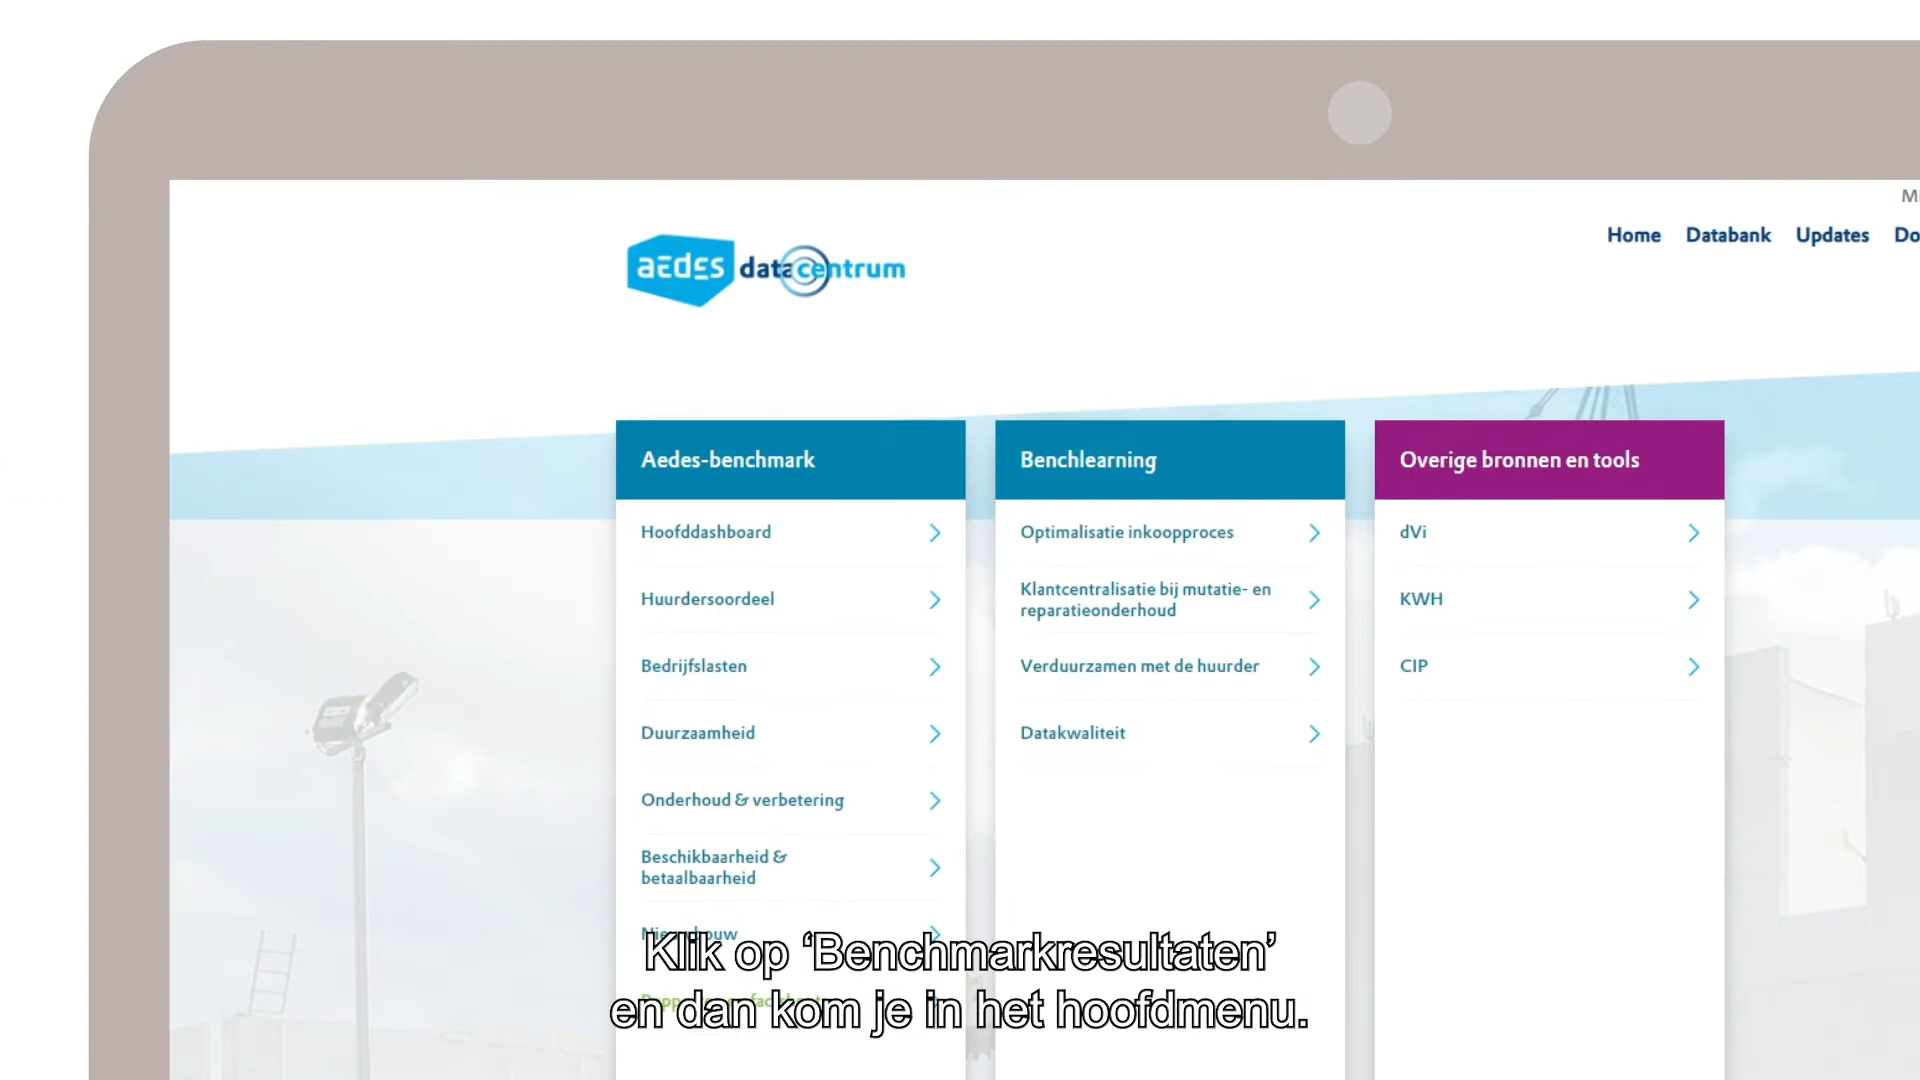 Home Databank Updates
aedes datacentrum
Aedes-benchmark
Hoofddashboard
Huurdersoordeel
Bedrijfslasten
Duurzaamheid
Onderhoud & verbetering
Beschikbaarheid &
betaalbaarheid
Benchlearning
Optimalisatie inkoopproces
Klantcentralisatie bij mutatie- en
reparatieonderhoud
Verduurzamen met de huurder
Datakwaliteit
Overige bronnen en tools
dVi
KWH
CIP
Klik op ‘Benchmarkresultaten’
en dan kom je in het hoofdmenu.